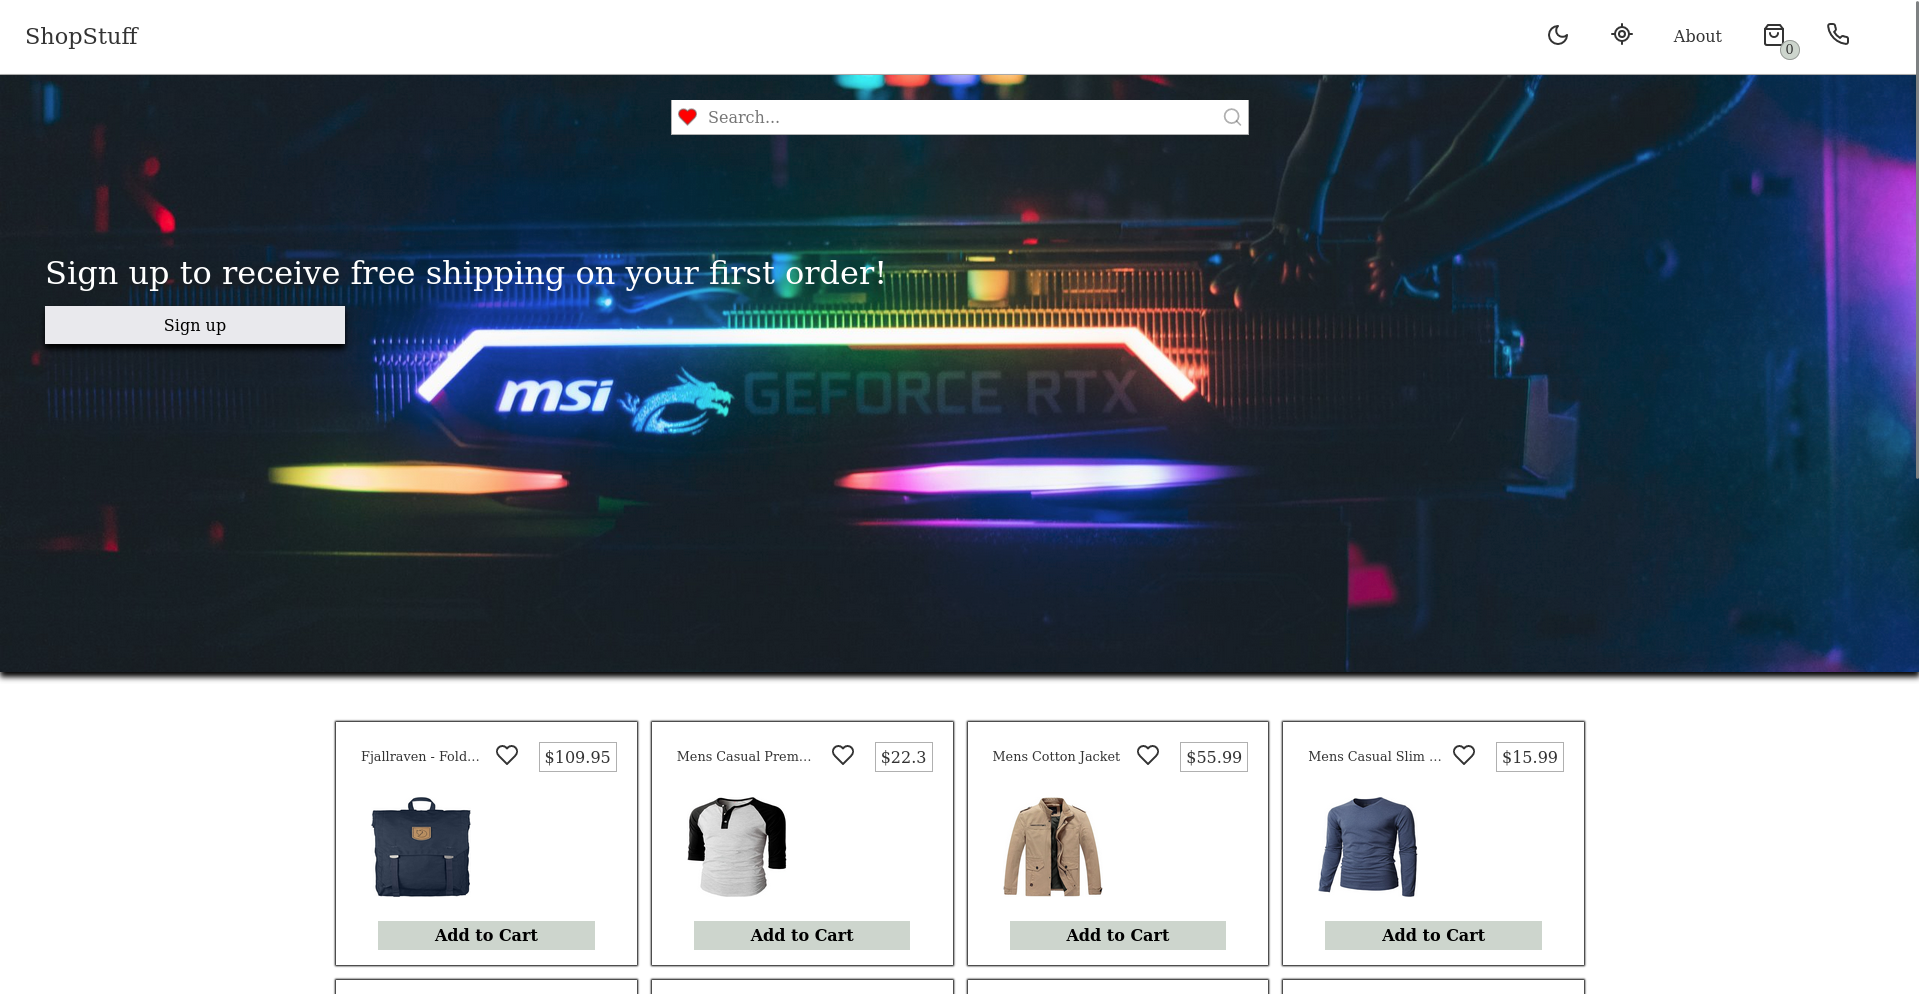 ShopStuff
About
0
Search...
Sign up to receive free shipping on your first order!
Sign up
msi GEFORCE RTX
Fjallraven - Fold... $109.95
Mens Casual Prem... $22.3
Mens Cotton Jacket $55.99
Mens Casual Slim ... $15.99
Add to Cart
Add to Cart
Add to Cart
Add to Cart